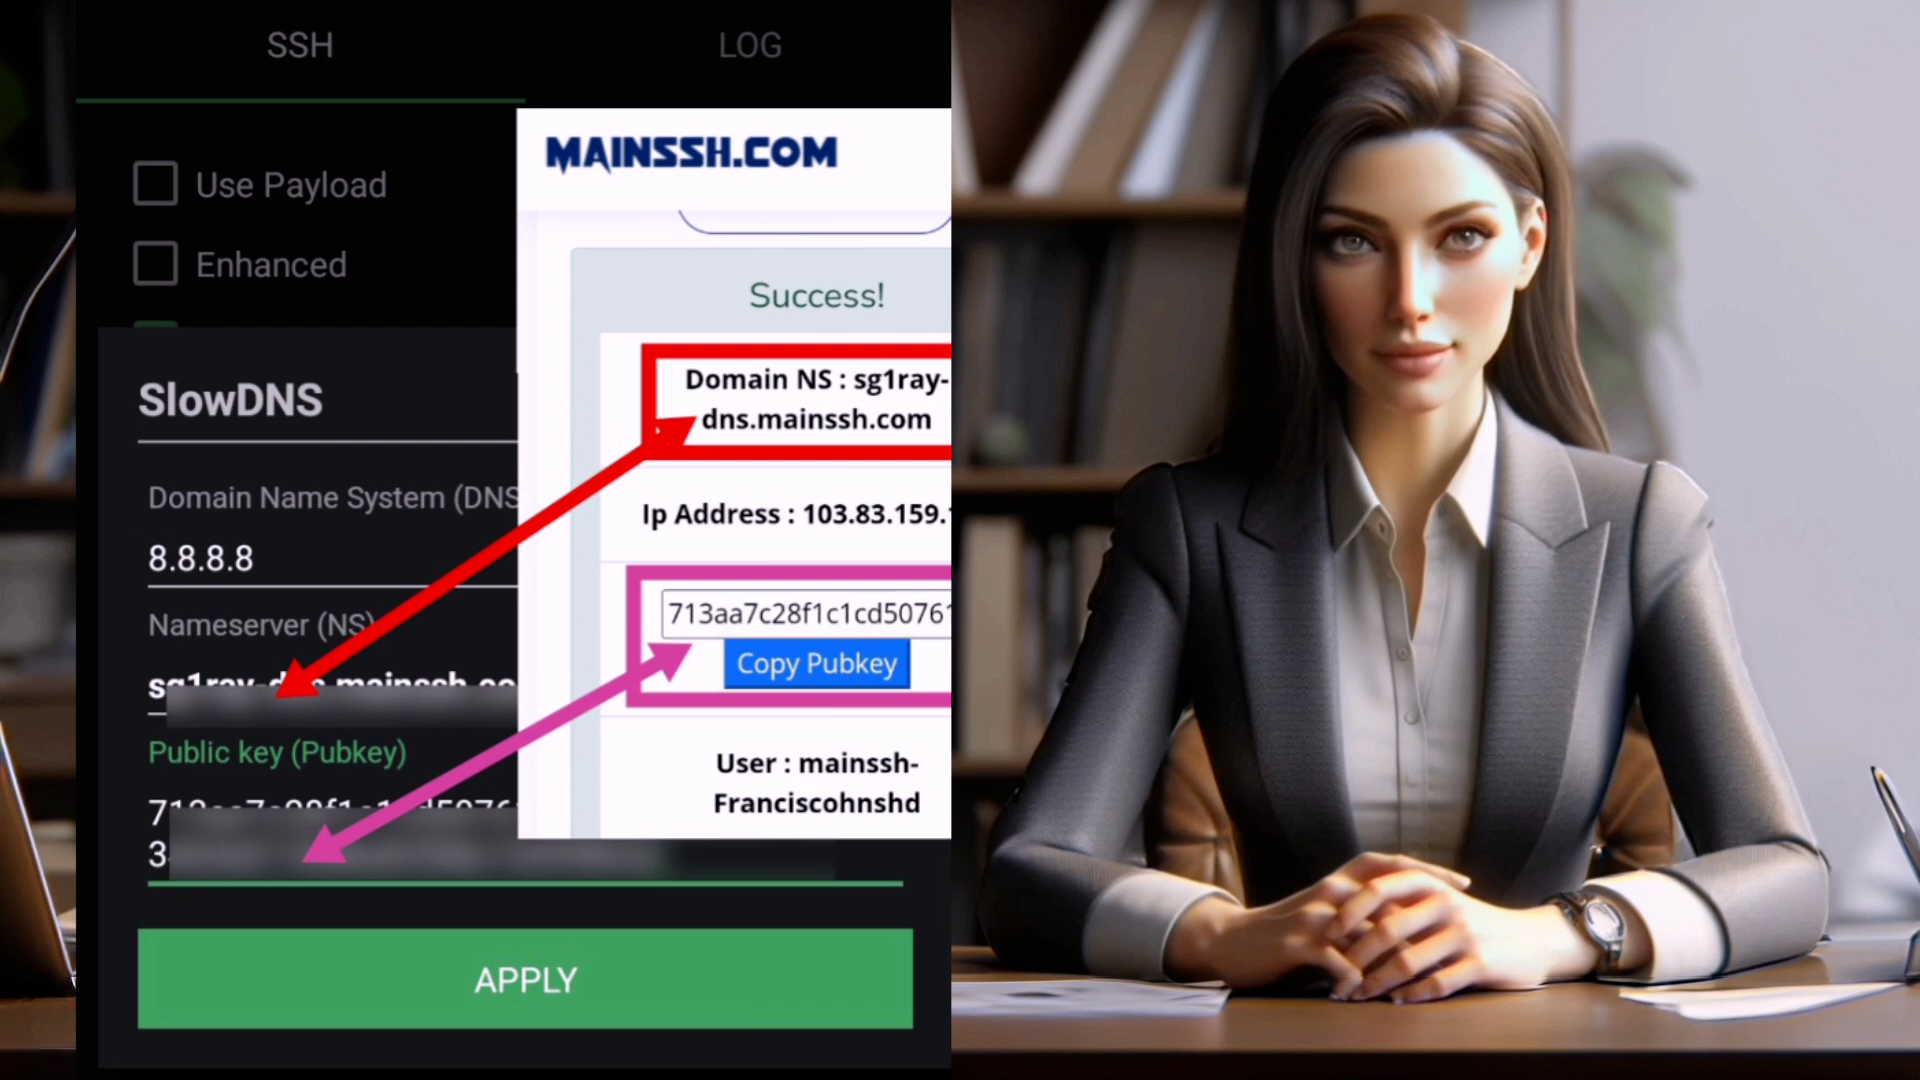 SSH
LOG
Use Payload
Enhanced
SlowDNS
Domain Name System (DNS
8.8.8.8
Nameserver (NS)
Public key (Pubkey)
APPLY
MAINSSH.COM
Success!
Domain NS : sg1ray-
dns.mainssh.com
Ip Address : 103.83.159.
713aa7c28f1c1cd50761
Copy Pubkey
User : mainssh-
Franciscohnshd